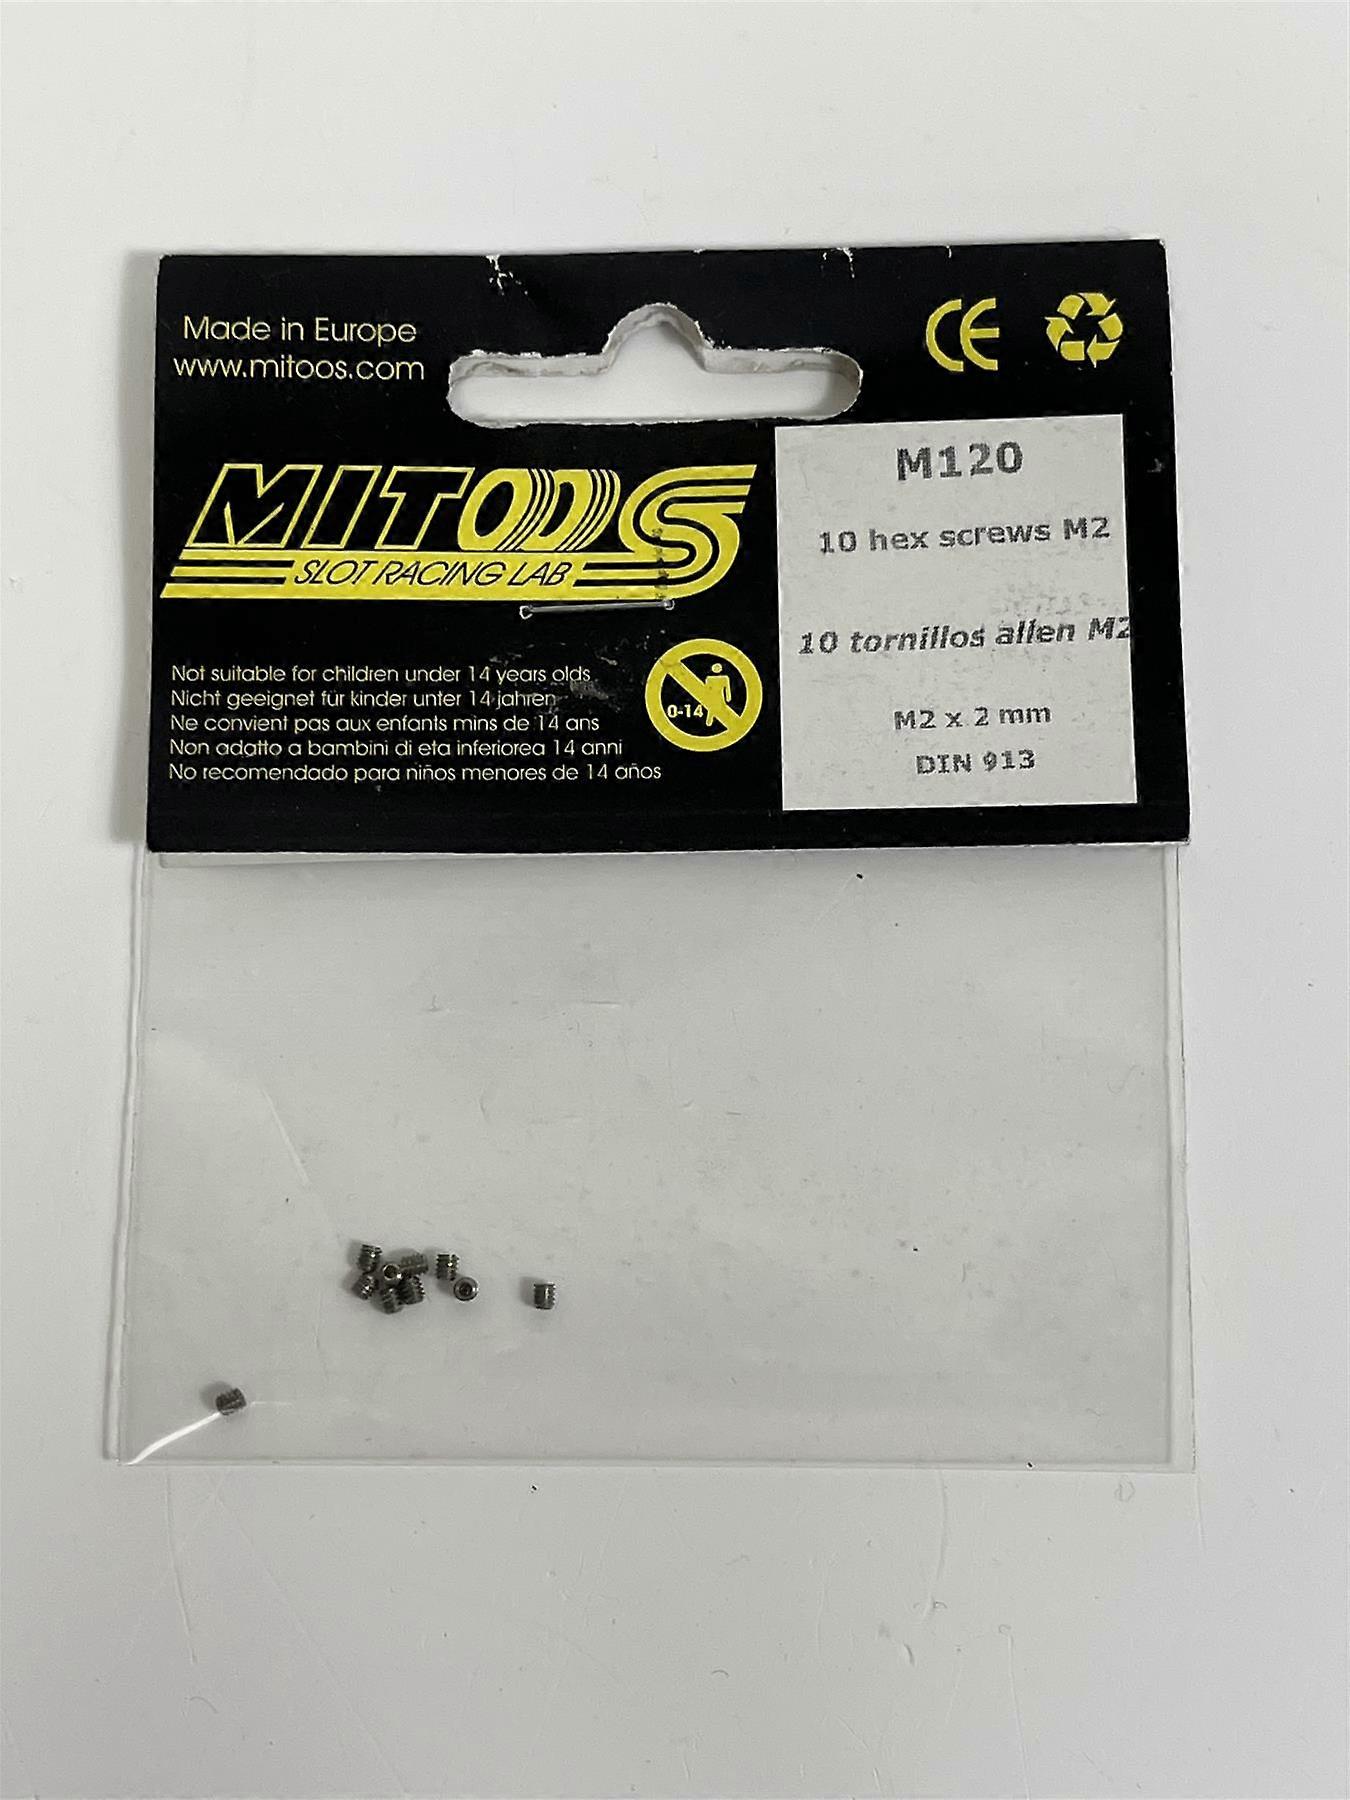 Made in Europe
www.mitoos.com
MITOOS
SLOT RACING LAB
CE
M120
10 hex screws M2
10 tornillos allen M2
M2 x 2 mm
DIN 913
Not suitable for children under 14 years olds
Nicht geeignet für kinder unter 14 jahren
Ne convient pas aux enfants mins de 14 ans
Non adatto a bambini di eta inferiorea 14 anni
No recomendado para niños menores de 14 años
0-14